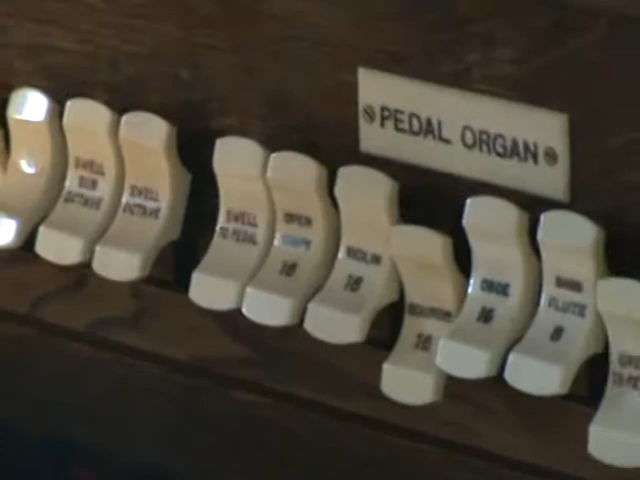 PEDAL ORGAN
SWELL
SUB
OCTAVE
SWELL
OCTAVE
SWELL
TO PEDAL
OPEN
16
VIOLIN
16
16
OBOE
16
FLUTE
8